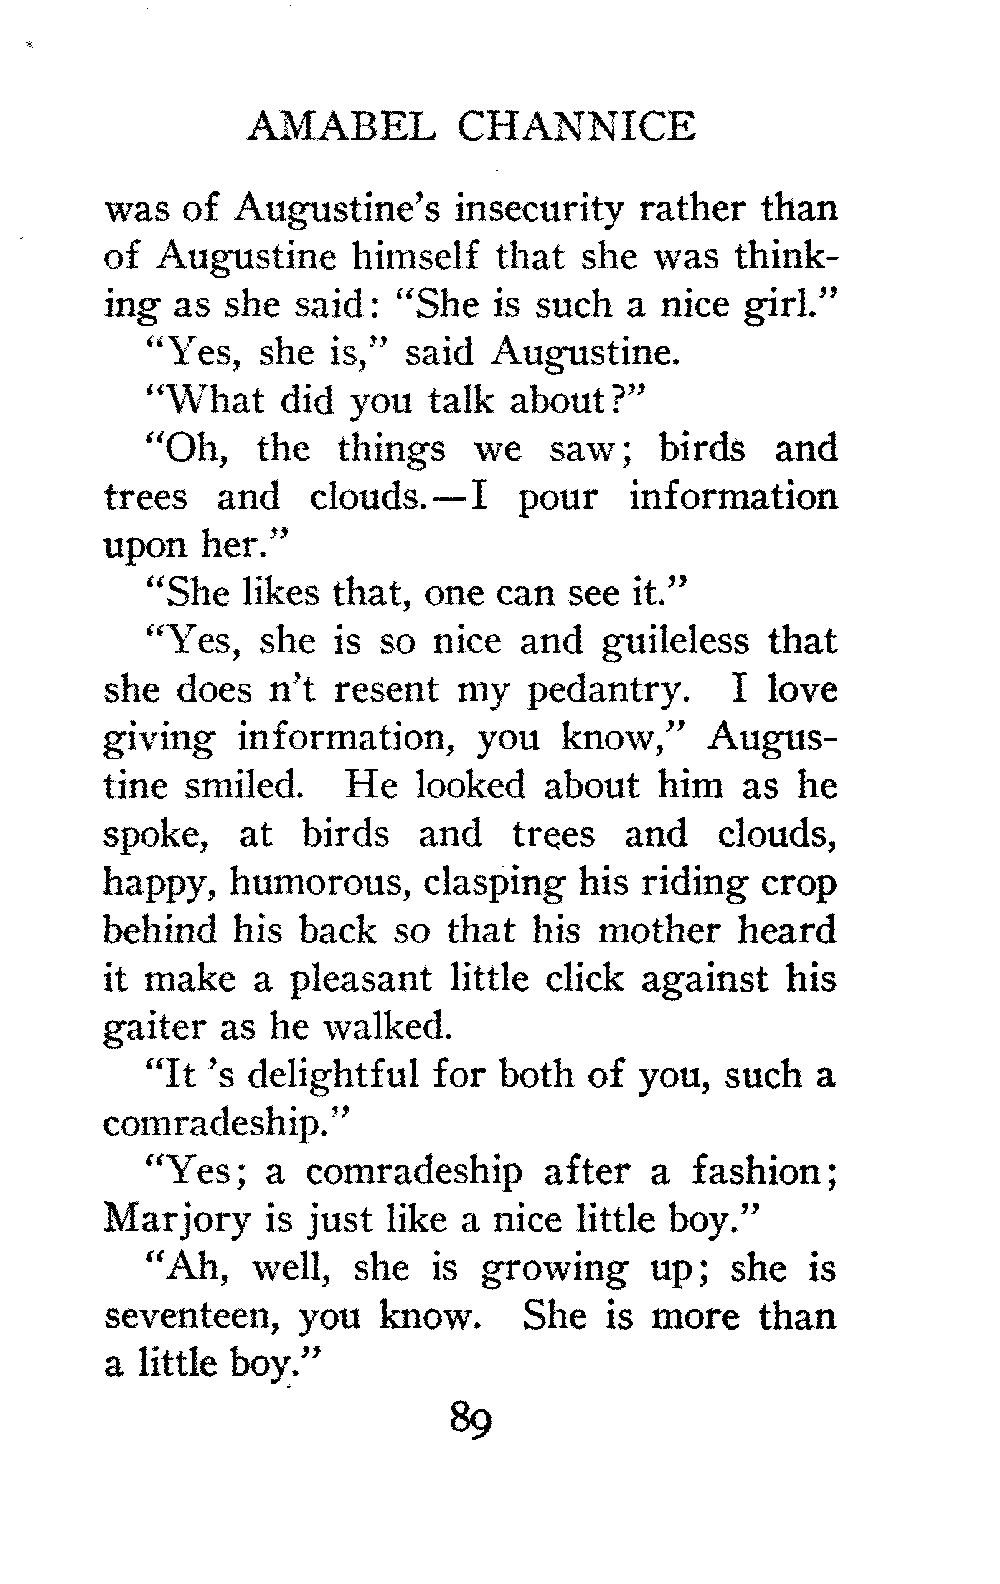 AMABEL CHANNICE
was of Augustine's insecurity rather than
of Augustine himself that she was think-
ing as she said: “She is such a nice girl.”
“Yes, she is,” said Augustine.
“What did you talk about?”
“Oh, the things we saw; birds and
trees and clouds.—I pour information
upon her.”
“She likes that, one can see it.”
“Yes, she is so nice and guileless that
she does n't resent my pedantry. I love
giving information, you know,” Augus-
tine smiled. He looked about him as he
spoke, at birds and trees and clouds,
happy, humorous, clasping his riding crop
behind his back so that his mother heard
it make a pleasant little click against his
gaiter as he walked.
“It 's delightful for both of you, such a
comradeship.”
“Yes; a comradeship after a fashion;
Marjory is just like a nice little boy.”
“Ah, well, she is growing up; she is
seventeen, you know. She is more than
a little boy.”
89